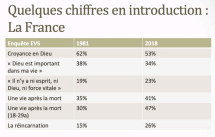 Quelques chiffres en introduction :
La France
Enquête EVS 1981 2018
Croyance en Dieu 62% 53%
« Dieu est important 38% 34%
dans ma vie »
« Il n'y a ni esprit, ni 19% 23%
Dieu, ni force vitale »
Une vie après la mort 35% 41%
Une vie après la mort 30% 47%
(18-29a)
La réincarnation 15% 26%